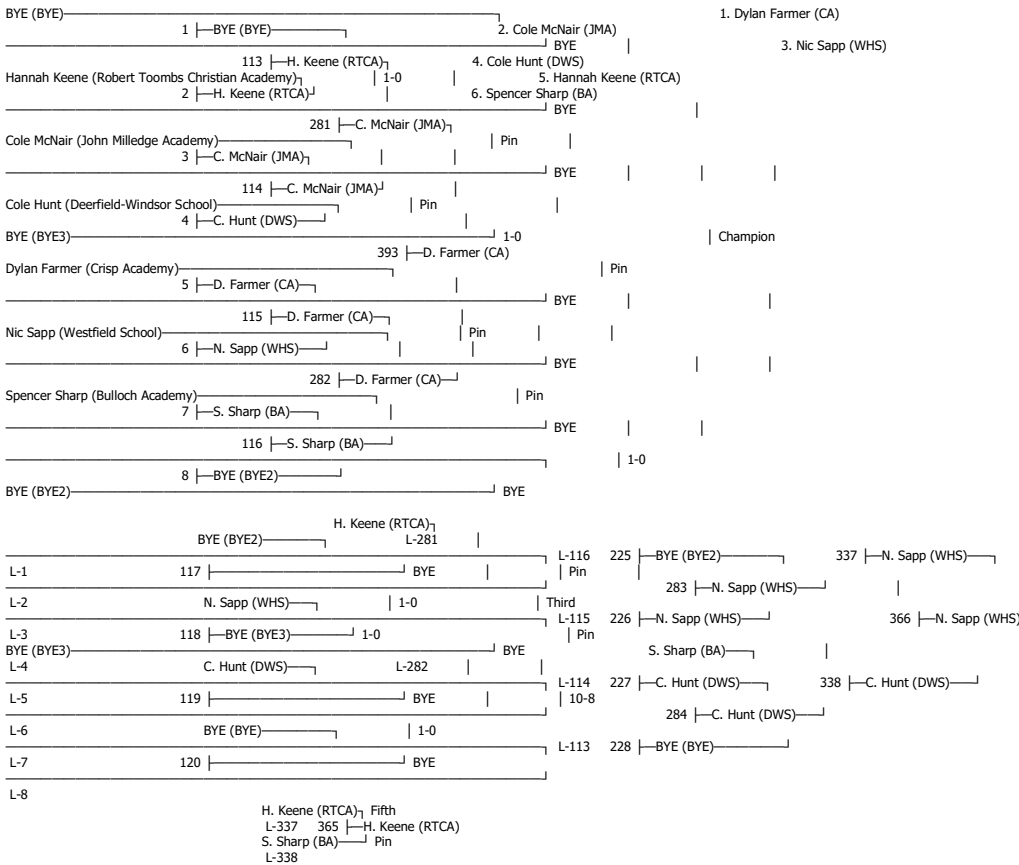 BYE (BYE) 1. Dylan Farmer (CA)
1 BYE (BYE) 2. Cole McNair (JMA)
BYE 3. Nic Sapp (WHS)
113 H. Keene (RTCA) 4. Cole Hunt (DWS)
Hannah Keene (Robert Toombs Christian Academy) 1-0 5. Hannah Keene (RTCA)
2 H. Keene (RTCA) 6. Spencer Sharp (BA)
BYE
281 C. McNair (JMA)
Cole McNair (John Milledge Academy) Pin
3 C. McNair (JMA)
BYE
114 C. McNair (JMA)
Cole Hunt (Deerfield-Windsor School) Pin
4 C. Hunt (DWS)
BYE (BYE3) 1-0 Champion
393 D. Farmer (CA)
Dylan Farmer (Crisp Academy) Pin
5 D. Farmer (CA)
BYE
115 D. Farmer (CA)
Nic Sapp (Westfield School) Pin
6 N. Sapp (WHS)
BYE
282 D. Farmer (CA)
Spencer Sharp (Bulloch Academy) Pin
7 S. Sharp (BA)
BYE
116 S. Sharp (BA)
1-0
8 BYE (BYE2)
BYE (BYE2) BYE
H. Keene (RTCA)
BYE (BYE2) L-281
L-116 225 BYE (BYE2) 337 N. Sapp (WHS)
L-1 117 BYE Pin
283 N. Sapp (WHS)
L-2 N. Sapp (WHS) 1-0 Third
L-115 226 N. Sapp (WHS) 366 N. Sapp (WHS)
L-3 118 BYE (BYE3) 1-0 Pin
BYE (BYE3) BYE S. Sharp (BA)
L-4 C. Hunt (DWS) L-282
L-114 227 C. Hunt (DWS) 338 C. Hunt (DWS)
L-5 119 BYE 10-8
284 C. Hunt (DWS)
L-6 BYE (BYE) 1-0
L-113 228 BYE (BYE)
L-7 120 BYE
L-8
H. Keene (RTCA) Fifth
L-337 365 H. Keene (RTCA)
S. Sharp (BA) Pin
L-338